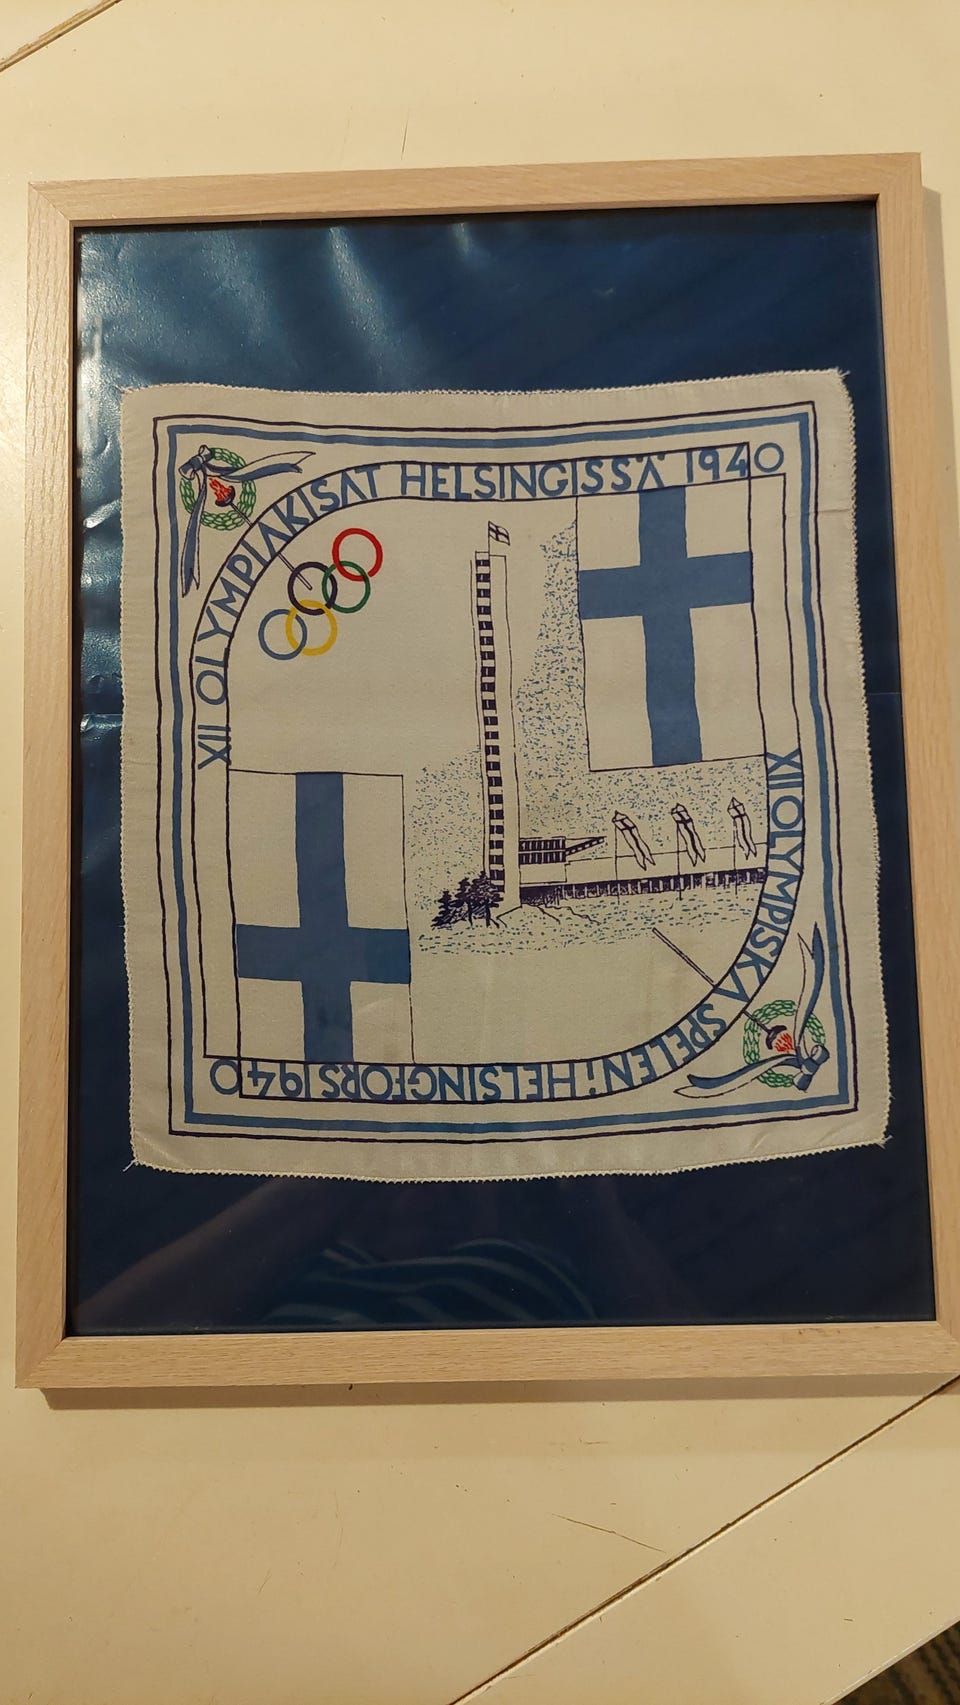 XII OLYMPIAKISAT HELSINGISSÄ 1940
XII OLYMPISKA SPELEN I HELSINGFORS 1940